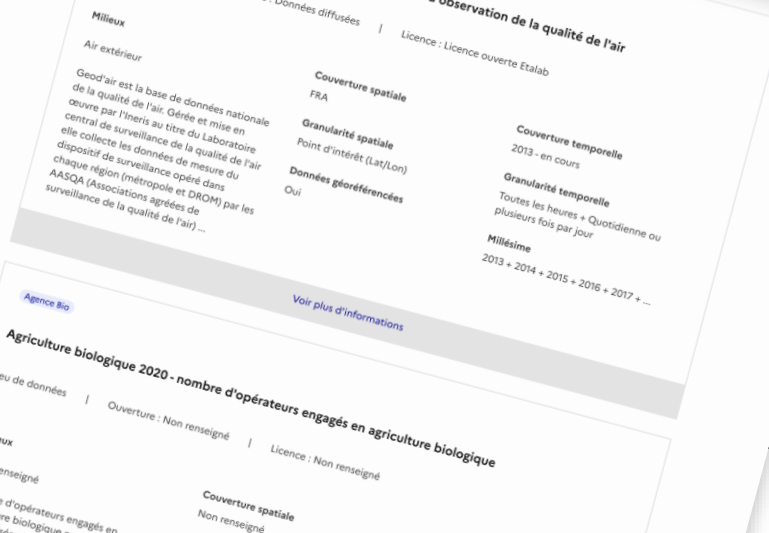 observation de la qualité de l'air
: Données diffusées | Licence : Licence ouverte Etalab
Milieux
Air extérieur
Geod'air est la base de données nationale
de la qualité de l'air. Gérée et mise en
œuvre par l'Ineris au titre du Laboratoire
central de surveillance de la qualité de l'air
elle collecte les données de mesure du
dispositif de surveillance opéré dans
chaque région (métropole et DROM) par les
AASQA (Associations agréées de
surveillance de la qualité de l'air) ...
Couverture spatiale
FRA
Granularité spatiale
Point d'intérêt (Lat/Lon)
Données géoréférencées
Oui
Couverture temporelle
2013 - en cours
Granularité temporelle
Toutes les heures + Quotidienne ou
plusieurs fois par jour
Millésime
2013 + 2014 + 2015 + 2016 + 2017 + ...
Voir plus d'informations
Agence Bio
Agriculture biologique 2020 - nombre d'opérateurs engagés en agriculture biologique
eu de données | Ouverture : Non renseigné | Licence : Non renseigné
eux
enseigné
e d'opérateurs engagés en
re biologique
Couverture spatiale
Non renseigné